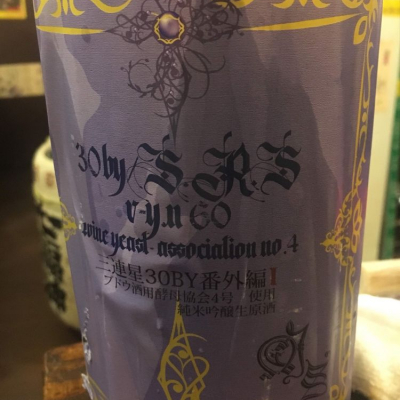 30by S.R.S
v-y.n 60
wine yeast-association no.4
三連星30BY番外編I
ブドウ酒用酵母協会4号 使用
純米吟醸生原酒